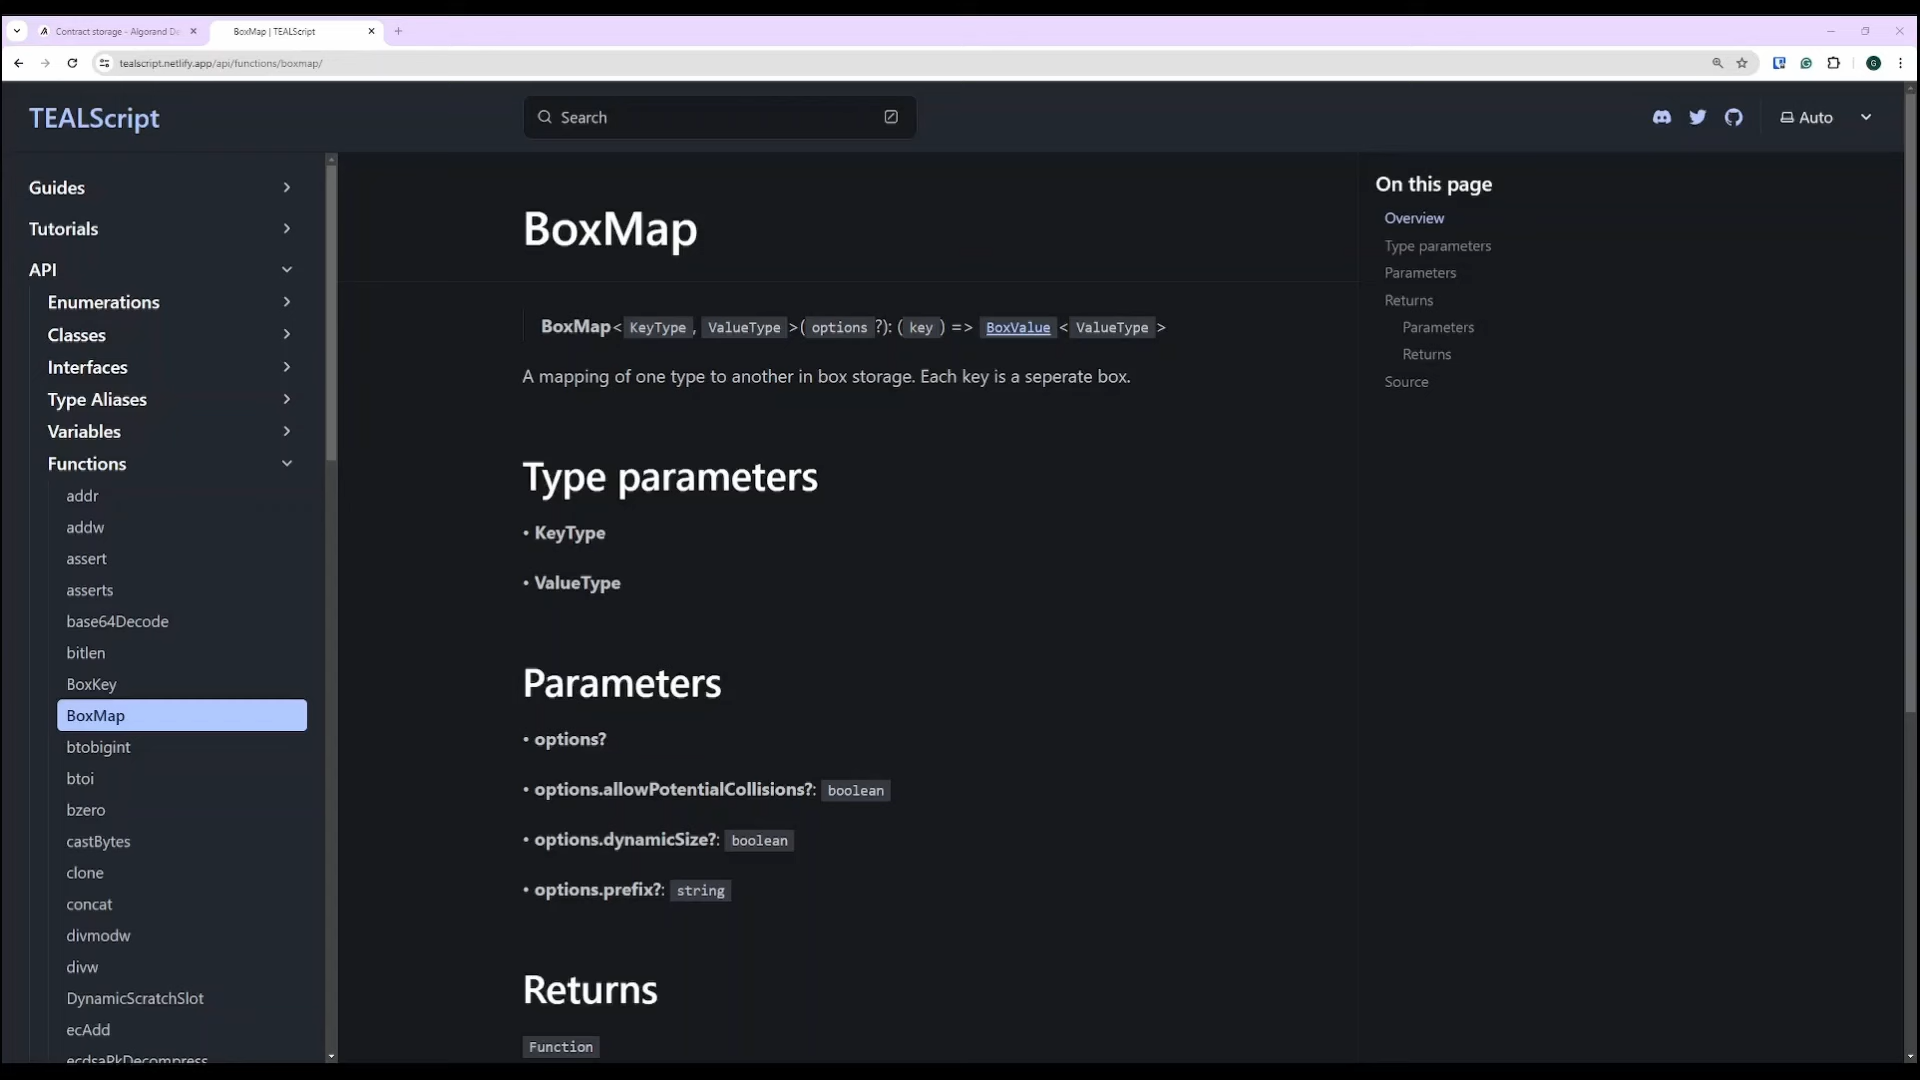 Contract storage - Algorand De
BoxMap | TEALScript
tealscript.netlify.app/api/functions/boxmap/
G
TEALScript
Search
Auto
Guides
Tutorials
API
Enumerations
Classes
Interfaces
Type Aliases
Variables
Functions
addr
addw
assert
asserts
base64Decode
bitlen
BoxKey
BoxMap
btobigint
btoi
bzero
castBytes
clone
concat
divmodw
divw
DynamicScratchSlot
ecAdd
ecdsaPkDecompress
BoxMap
BoxMap< KeyType , ValueType >( options ?): ( key ) => BoxValue < ValueType >
A mapping of one type to another in box storage. Each key is a seperate box.
Type parameters
• KeyType
• ValueType
Parameters
• options?
• options.allowPotentialCollisions?: boolean
• options.dynamicSize?: boolean
• options.prefix?: string
Returns
Function
On this page
Overview
Type parameters
Parameters
Returns
Parameters
Returns
Source